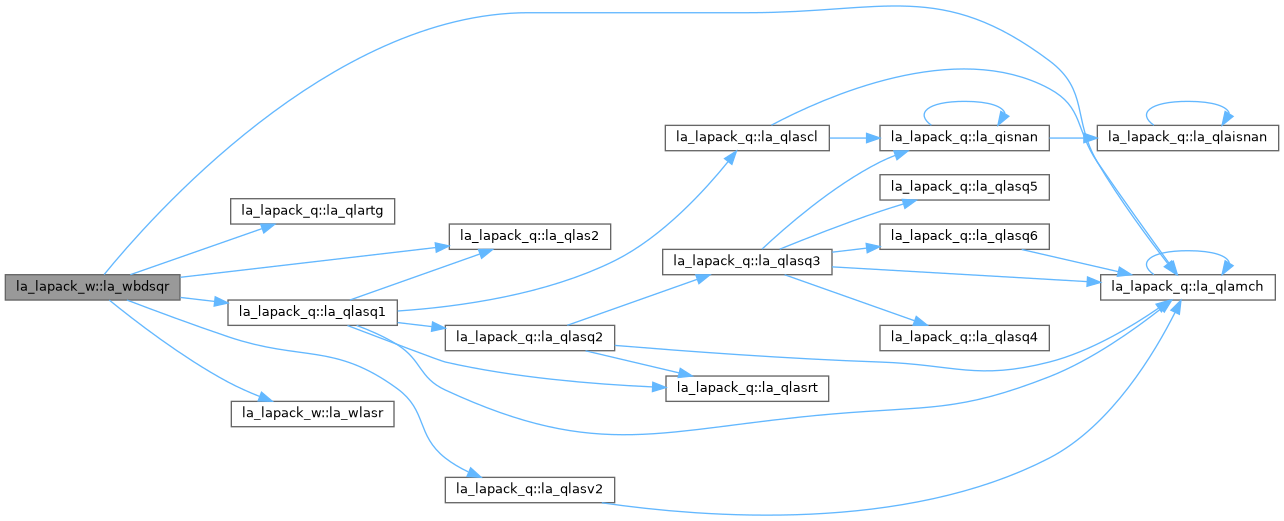 la_lapack_w::la_wbdsqr
la_lapack_q::la_qlartg
la_lapack_q::la_qlas2
la_lapack_q::la_qlasq1
la_lapack_w::la_wlasr
la_lapack_q::la_qlasv2
la_lapack_q::la_qlasq2
la_lapack_q::la_qlascl
la_lapack_q::la_qlasq3
la_lapack_q::la_qlasrt
la_lapack_q::la_qisnan
la_lapack_q::la_qlasq5
la_lapack_q::la_qlasq6
la_lapack_q::la_qlasq4
la_lapack_q::la_qlaisnan
la_lapack_q::la_qlamch